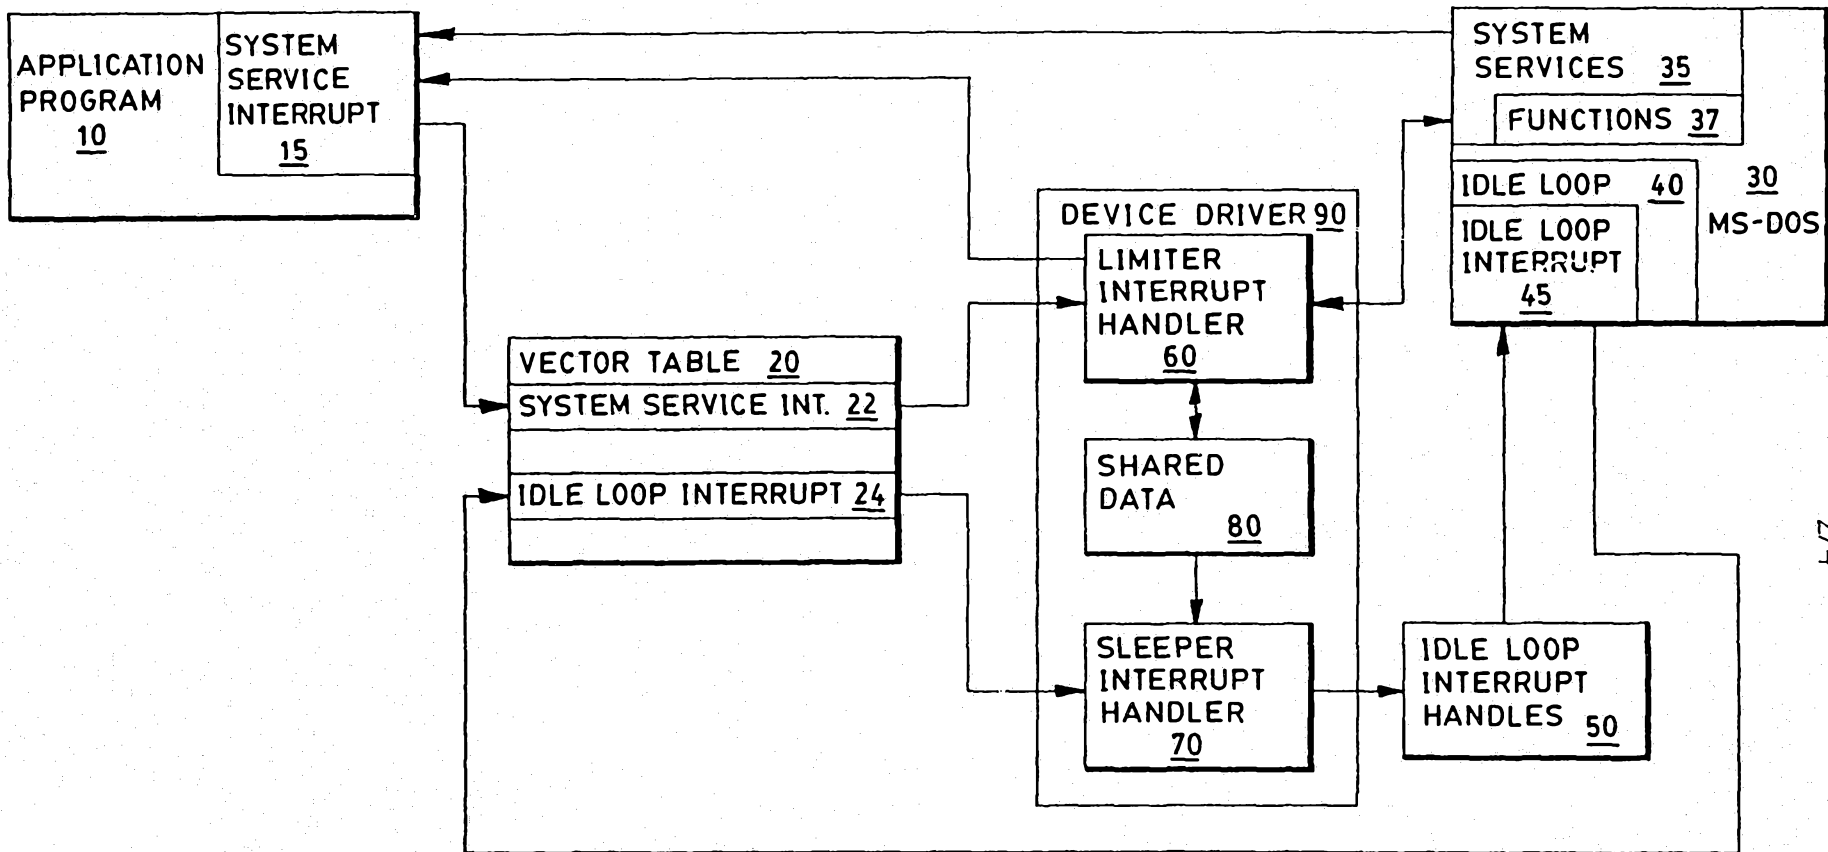 APPLICATION
PROGRAM
10
SYSTEM
SERVICE
INTERRUPT
15
VECTOR TABLE 20
SYSTEM SERVICE INT. 22
IDLE LOOP INTERRUPT 24
DEVICE DRIVER 90
LIMITER
INTERRUPT
HANDLER
60
SHARED
DATA
80
SLEEPER
INTERRUPT
HANDLER
70
SYSTEM
SERVICES 35
FUNCTIONS 37
IDLE LOOP 40
IDLE LOOP
INTERRUPT
45
30
MS-DOS
IDLE LOOP
INTERRUPT
HANDLES 50